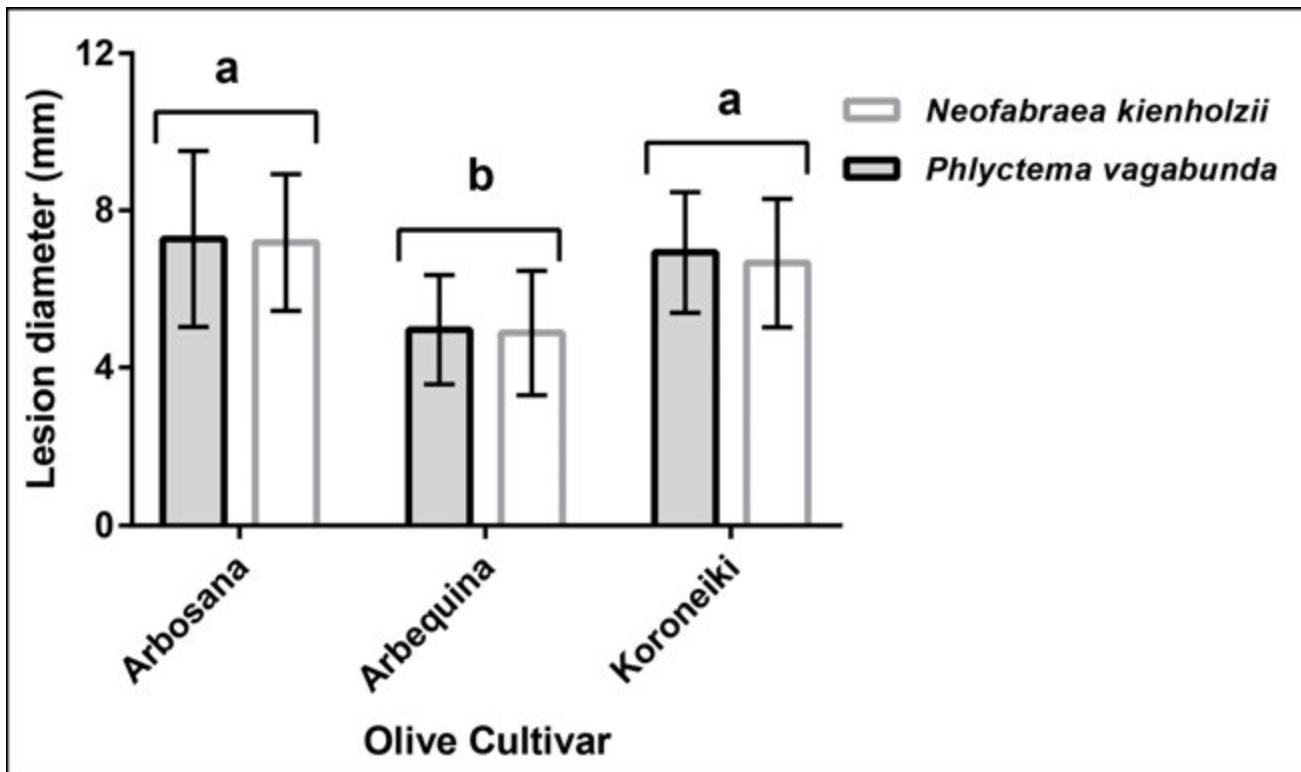 12
a
a
Neofabraea kienholzii
b
Phlyctema vagabunda
8
4
0
Lesion diameter (mm)
Arbosana
Arbequina
Koroneiki
Olive Cultivar